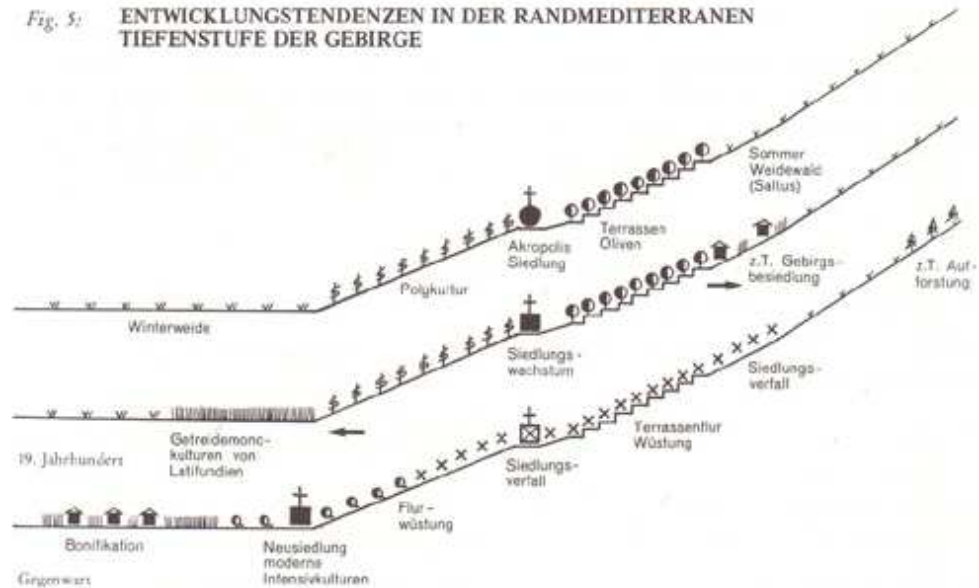 Fig. 5: ENTWICKLUNGSTENDENZEN IN DER RANDMEDITERRANEN
TIEFENSTUFE DER GEBIRGE
Sommer
Weidewald
(Saltus)
Terrassen
Oliven
Akropolis
Siedlung
Polykultur
Winterweide
z.T. Gebirgs-
besiedlung
z.T. Auf-
forstung
Siedlungs-
wachstum
Siedlungs-
verfall
Terrassenflur
Wüstung
Getreidemono-
kulturen von
Latifundien
19. Jahrhundert
Siedlungs-
verfall
Flur-
wüstung
Bonifikation
Neusiedlung
moderne
Intensivkulturen
Gegenwart